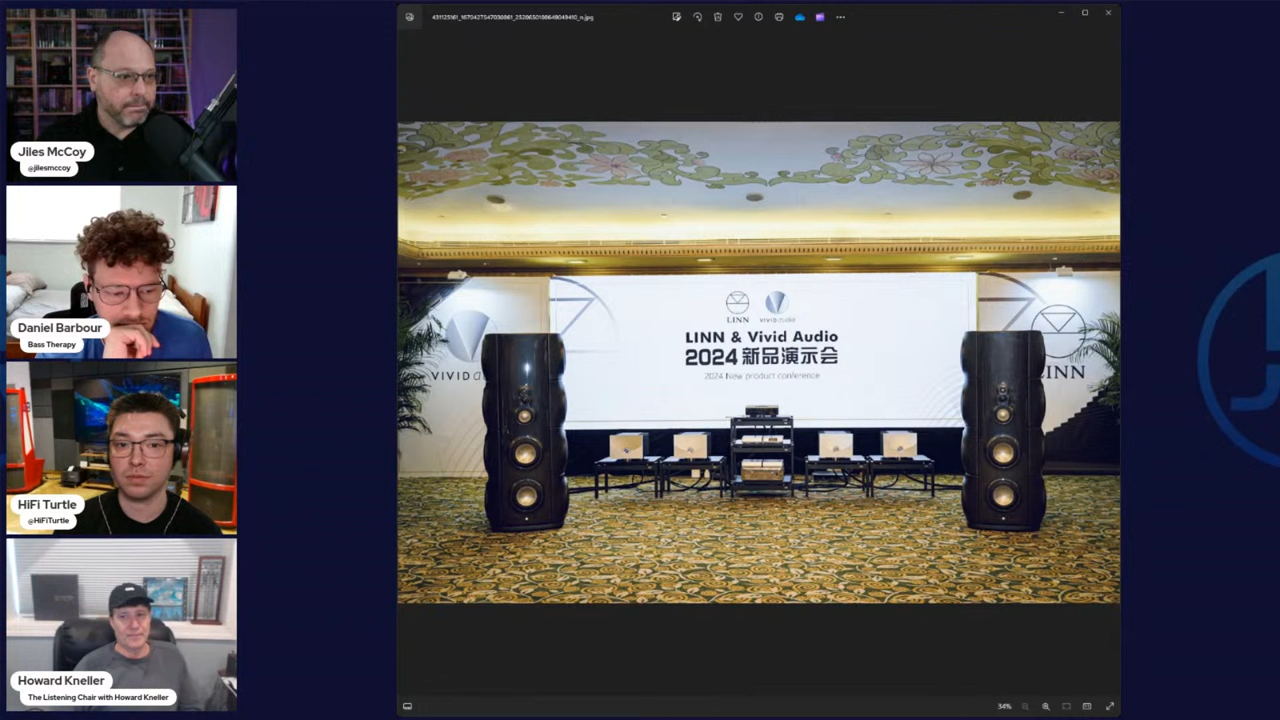 Jiles McCoy
@jilesmccoy
Daniel Barbour
Bass Therapy
HiFi Turtle
@HiFiTurtle
Howard Kneller
The Listening Chair with Howard Kneller
LINN
VIVID audio
LINN & Vivid Audio
2024 新品演示会
2024 New product conference
VIVID a
LINN
34%